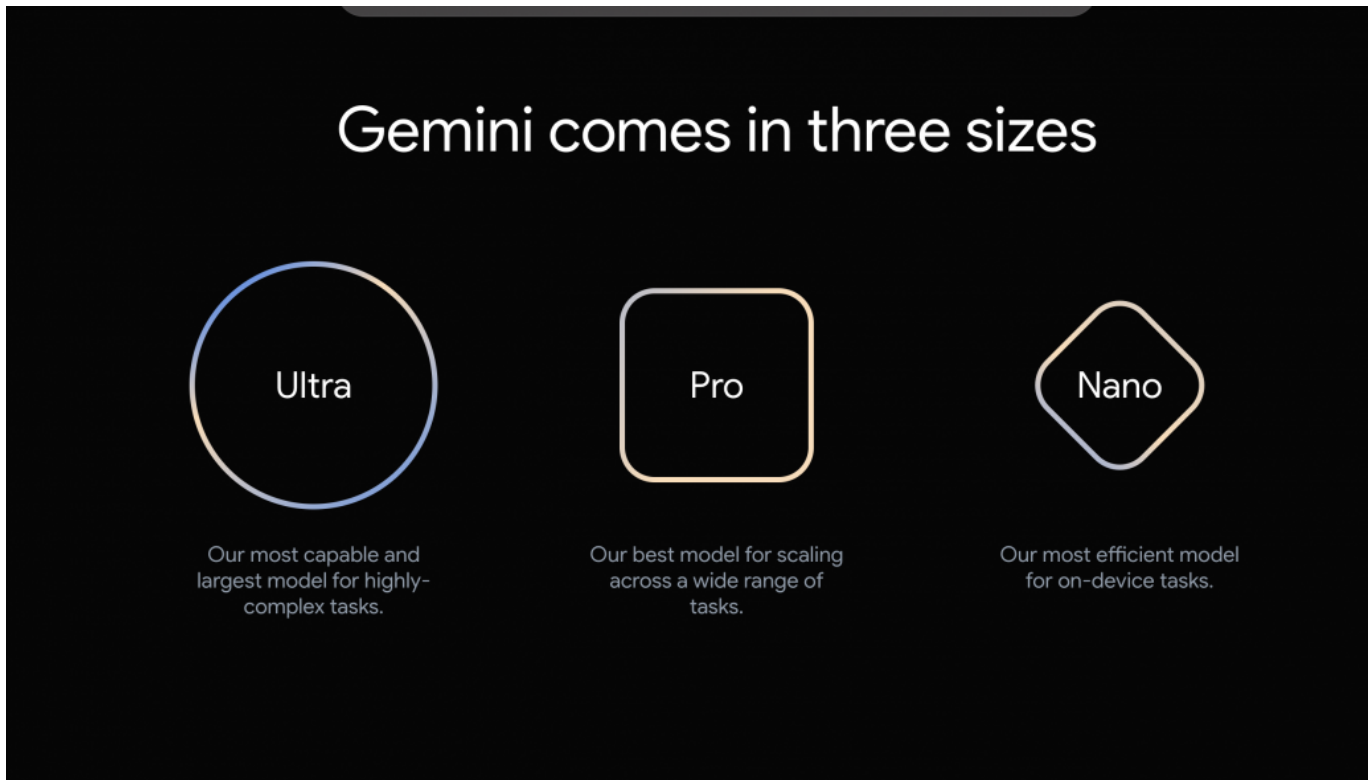 Gemini comes in three sizes
Ultra
Our most capable and
largest model for highly-
complex tasks.
Pro
Our best model for scaling
across a wide range of
tasks.
Nano
Our most efficient model
for on-device tasks.